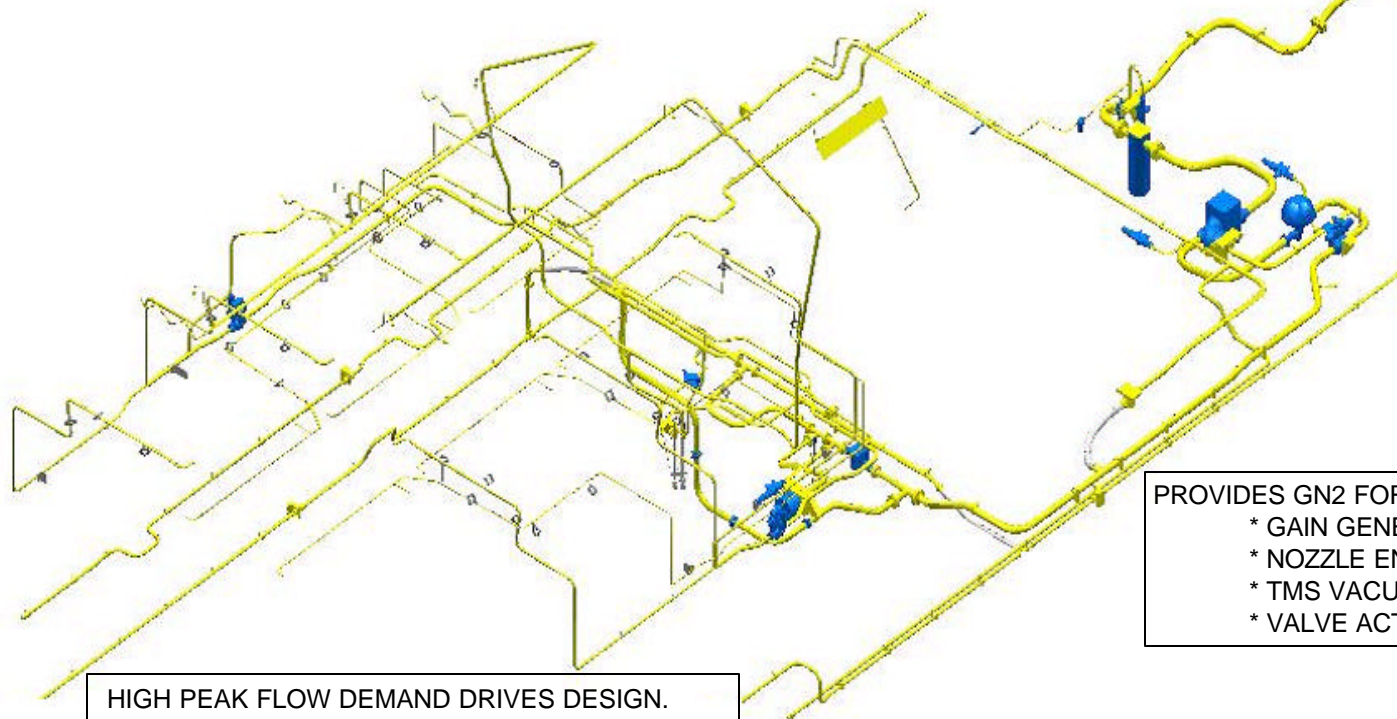 PROVIDES GN2 FOR
* GAIN GENE
* NOZZLE EN
* TMS VACU
* VALVE ACT
HIGH PEAK FLOW DEMAND DRIVES DESIGN.